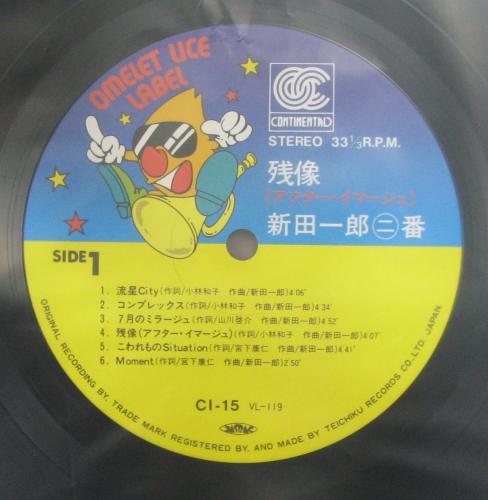 OMELET LICE
LABEL
CONTINENTAL
STEREO 33 1/3 R.P.M.
残像
(アフター・イマージュ)
新田一郎㊁番
SIDE 1
1. 流星City(作詞/小林和子 作曲/新田一郎)4'06"
2. コンプレックス(作詞/小林和子 作曲/新田一郎)4'34"
3. 7月のミラージュ(作詞/山川啓介 作曲/新田一郎)4'52"
4. 残像(アフター・イマージュ)(作詞/小林和子 作曲/新田一郎)4'07"
5. こわれものSituation(作詞/宮下康仁 作曲/新田一郎)4'41"
6. Moment(作詞/宮下康仁 作曲/新田一郎)2'50"
CI-15 VL-119
ORIGINAL RECORDING BY, TRADE MARK REGISTERED BY, AND MADE BY TEICHIKU RECORDS CO., LTD. JAPAN